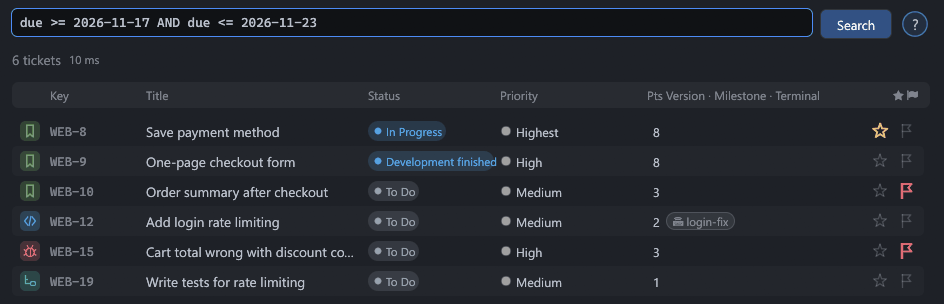 due >= 2026-11-17 AND due <= 2026-11-23 Search ?
6 tickets 10 ms
Key Title Status Priority Pts Version · Milestone · Terminal
WEB-8 Save payment method In Progress Highest 8
WEB-9 One-page checkout form Development finished High 8
WEB-10 Order summary after checkout To Do Medium 3
WEB-12 Add login rate limiting To Do Medium 2 login-fix
WEB-15 Cart total wrong with discount co... To Do High 3
WEB-19 Write tests for rate limiting To Do Medium 1